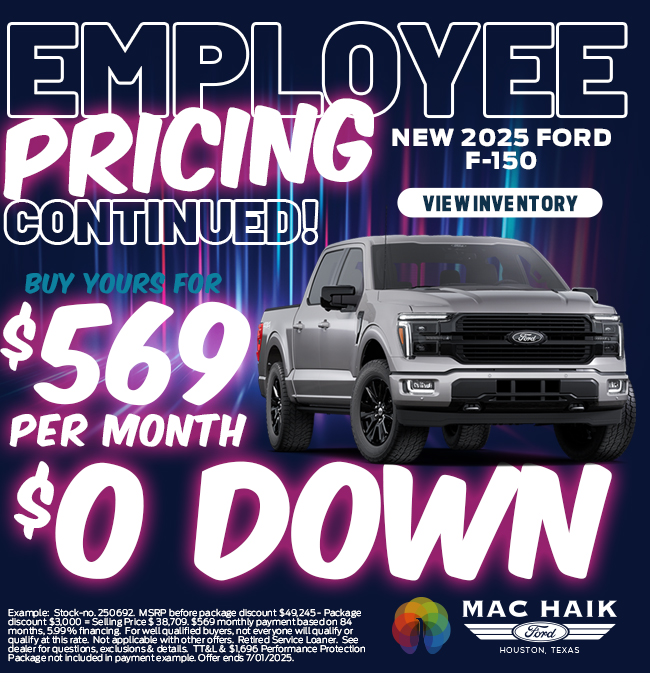 EMPLOYEE
PRICING
CONTINUED!
NEW 2025 FORD
F-150
VIEW INVENTORY
BUY YOURS FOR
$569
PER MONTH
$0 DOWN
Ford
Example: Stock-no. 250692. MSRP before package discount $49,245 - Package
discount $3,000 = Selling Price $ 38,709. $569 monthly payment based on 84
months, 5.99% financing. For well qualified buyers, not everyone will qualify or
qualify at this rate. Not applicable with other offers. Retired Service Loaner. See
dealer for questions, exclusions & details. TT&L & $1,696 Performance Protection
Package not included in payment example. Offer ends 7/01/2025.
MAC HAIK
Ford
HOUSTON, TEXAS